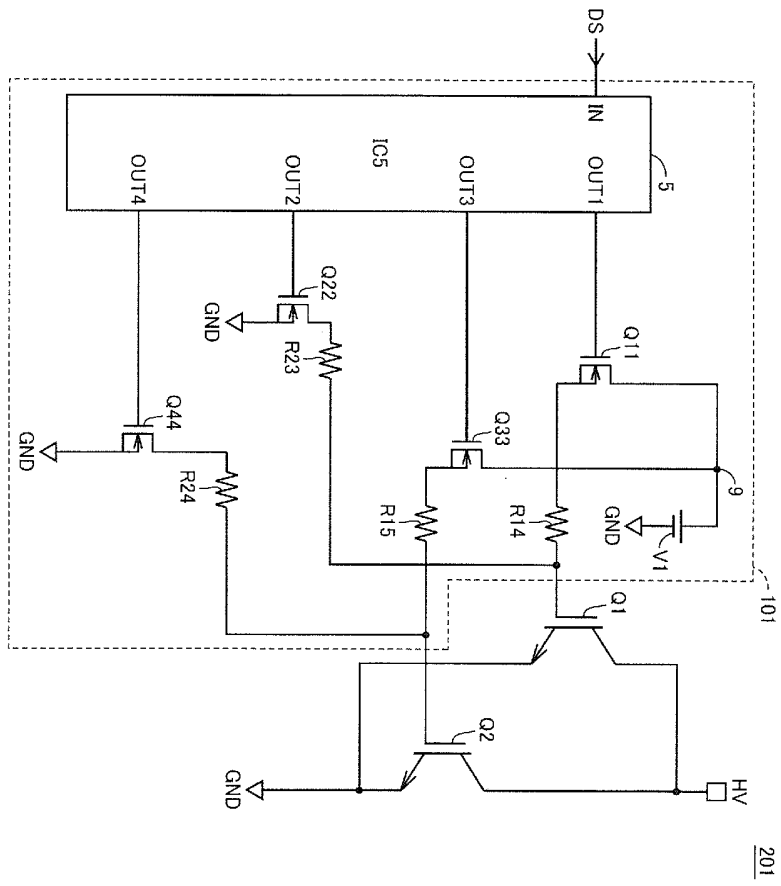 201
HV
DS
IN
OUT1
OUT3
OUT2
OUT4
IC5
5
Q11
9
V1
GND
101
R14
Q1
Q33
R15
Q2
Q22
GND
R23
GND
Q44
R24
GND